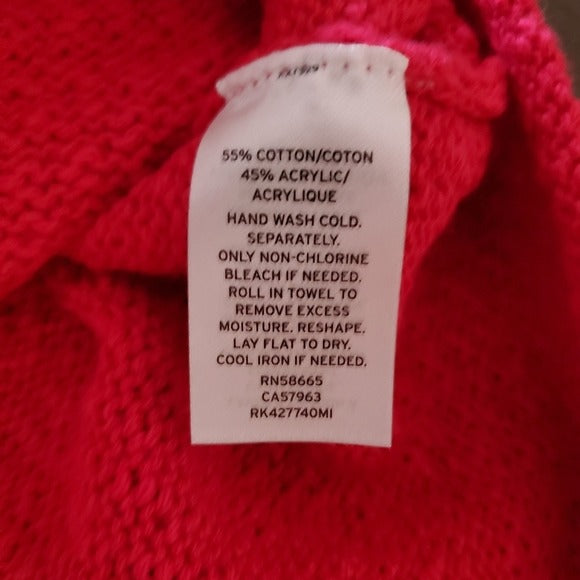 55% COTTON/COTON
45% ACRYLIC/
ACRYLIQUE
HAND WASH COLD.
SEPARATELY.
ONLY NON-CHLORINE
BLEACH IF NEEDED.
ROLL IN TOWEL TO
REMOVE EXCESS
MOISTURE. RESHAPE.
LAY FLAT TO DRY.
COOL IRON IF NEEDED.
RN58665
CA57963
RK427740MI